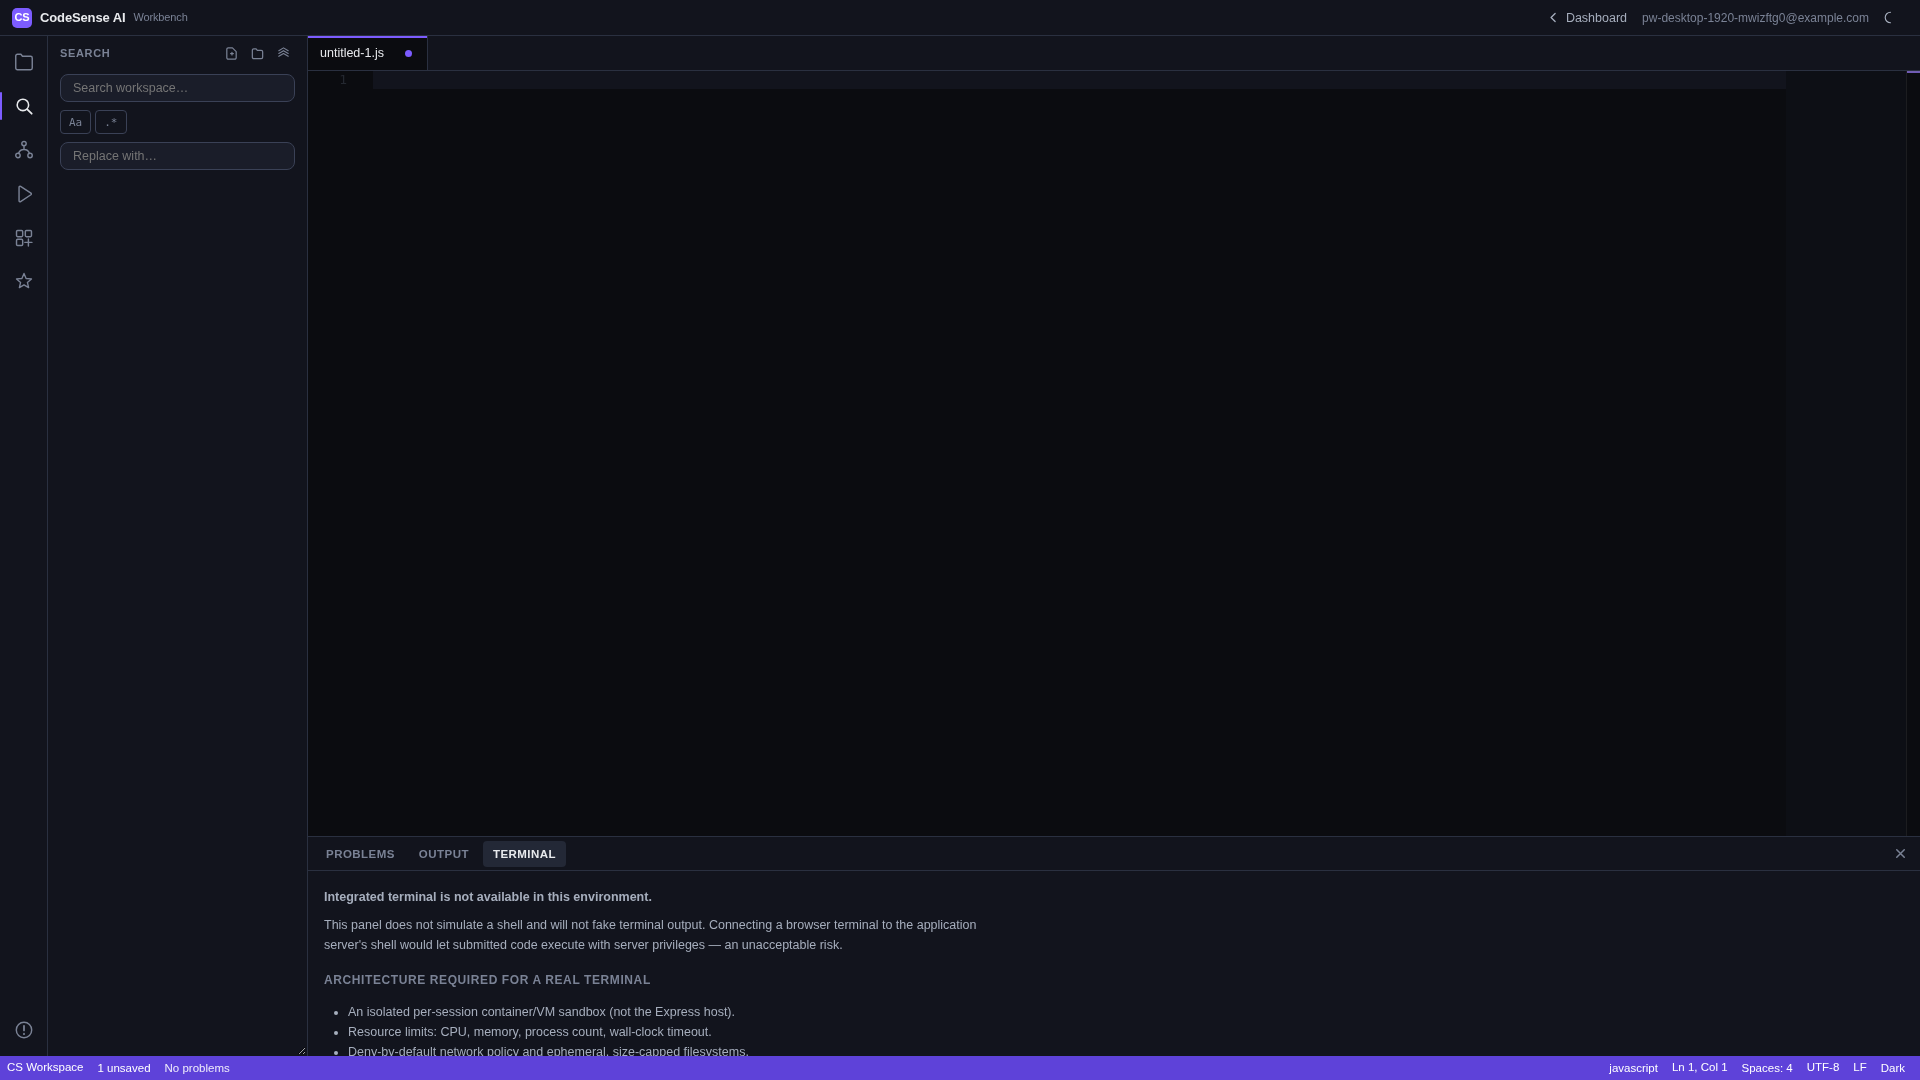 CS CodeSense AI Workbench
Dashboard pw-desktop-1920-mwizftg0@example.com
SEARCH
Search workspace…
Aa .*
Replace with…
untitled-1.js
1
PROBLEMS OUTPUT TERMINAL
Integrated terminal is not available in this environment.
This panel does not simulate a shell and will not fake terminal output. Connecting a browser terminal to the application
server's shell would let submitted code execute with server privileges — an unacceptable risk.
ARCHITECTURE REQUIRED FOR A REAL TERMINAL
• An isolated per-session container/VM sandbox (not the Express host).
• Resource limits: CPU, memory, process count, wall-clock timeout.
• Deny-by-default network policy and ephemeral, size-capped filesystems.
CS Workspace 1 unsaved No problems
javascript Ln 1, Col 1 Spaces: 4 UTF-8 LF Dark